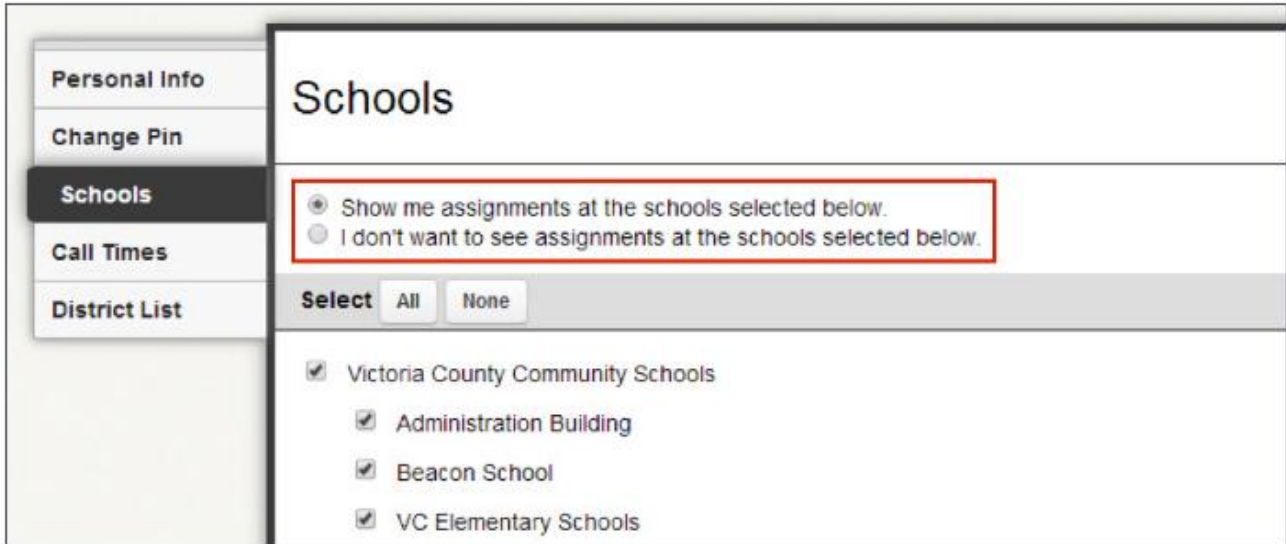 Personal Info
Change Pin
Schools
Call Times
District List
Schools
Show me assignments at the schools selected below.
I don't want to see assignments at the schools selected below.
Select All None
Victoria County Community Schools
Administration Building
Beacon School
VC Elementary Schools